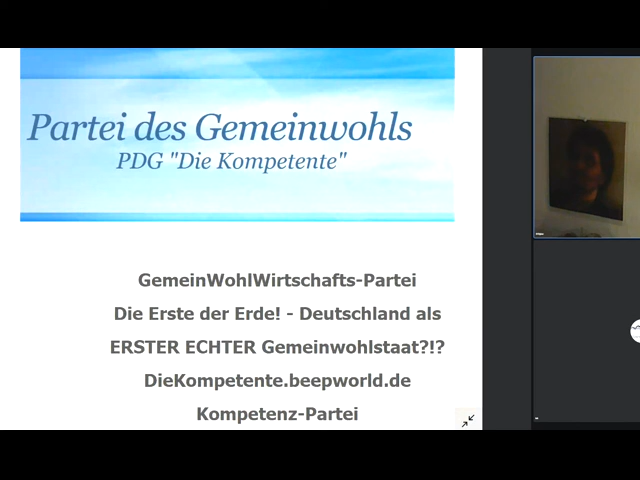 Partei des Gemeinwohls
PDG "Die Kompetente"
GemeinWohlWirtschafts-Partei
Die Erste der Erde! - Deutschland als
ERSTER ECHTER Gemeinwohlstaat?!?
DieKompetente.beepworld.de
Kompetenz-Partei